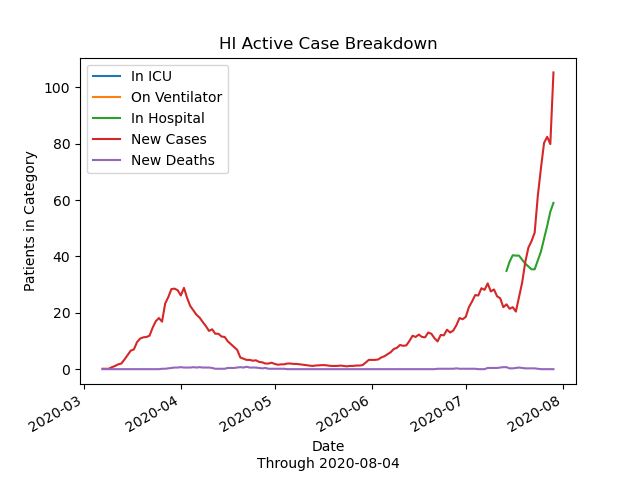 HI Active Case Breakdown
In ICU
On Ventilator
In Hospital
New Cases
New Deaths
Patients in Category
100
80
60
40
20
0
2020-03
2020-04
2020-05
2020-06
2020-07
2020-08
Date
Through 2020-08-04